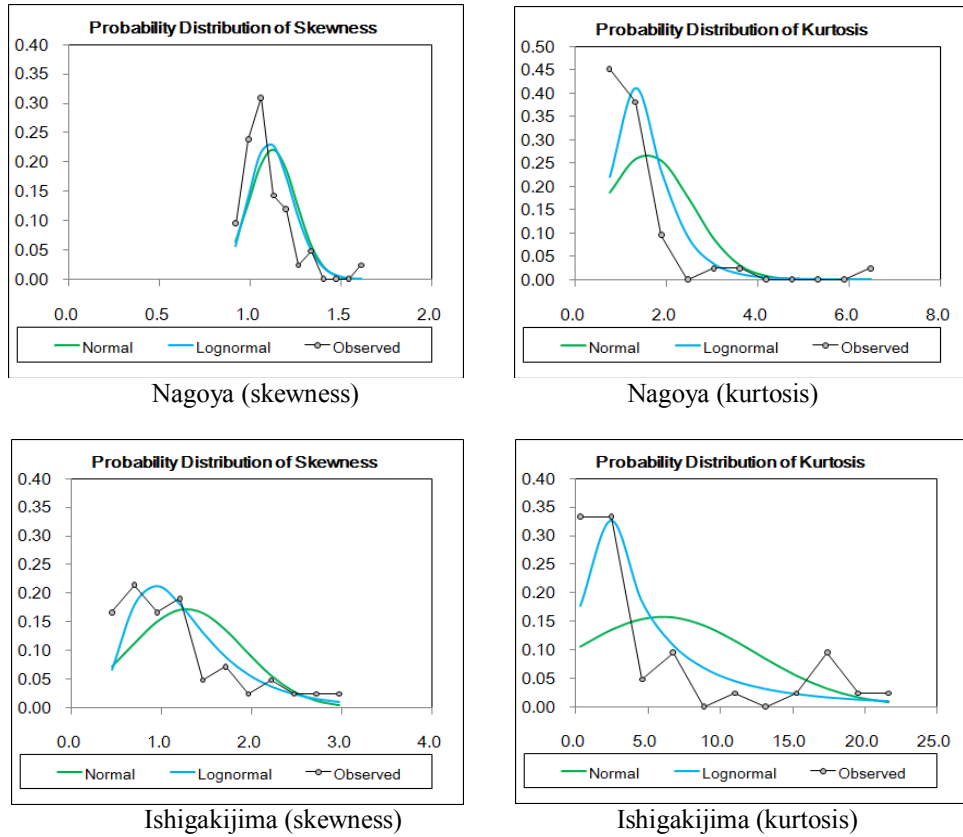 Probability Distribution of Skewness
0.40
0.35
0.30
0.25
0.20
0.15
0.10
0.05
0.00
0.0 0.5 1.0 1.5 2.0
Normal Lognormal Observed
Nagoya (skewness)
Probability Distribution of Kurtosis
0.50
0.45
0.40
0.35
0.30
0.25
0.20
0.15
0.10
0.05
0.00
0.0 2.0 4.0 6.0 8.0
Normal Lognormal Observed
Nagoya (kurtosis)
Probability Distribution of Skewness
0.40
0.35
0.30
0.25
0.20
0.15
0.10
0.05
0.00
0.0 1.0 2.0 3.0 4.0
Normal Lognormal Observed
Ishigakijima (skewness)
Probability Distribution of Kurtosis
0.40
0.35
0.30
0.25
0.20
0.15
0.10
0.05
0.00
0.0 5.0 10.0 15.0 20.0 25.0
Normal Lognormal Observed
Ishigakijima (kurtosis)